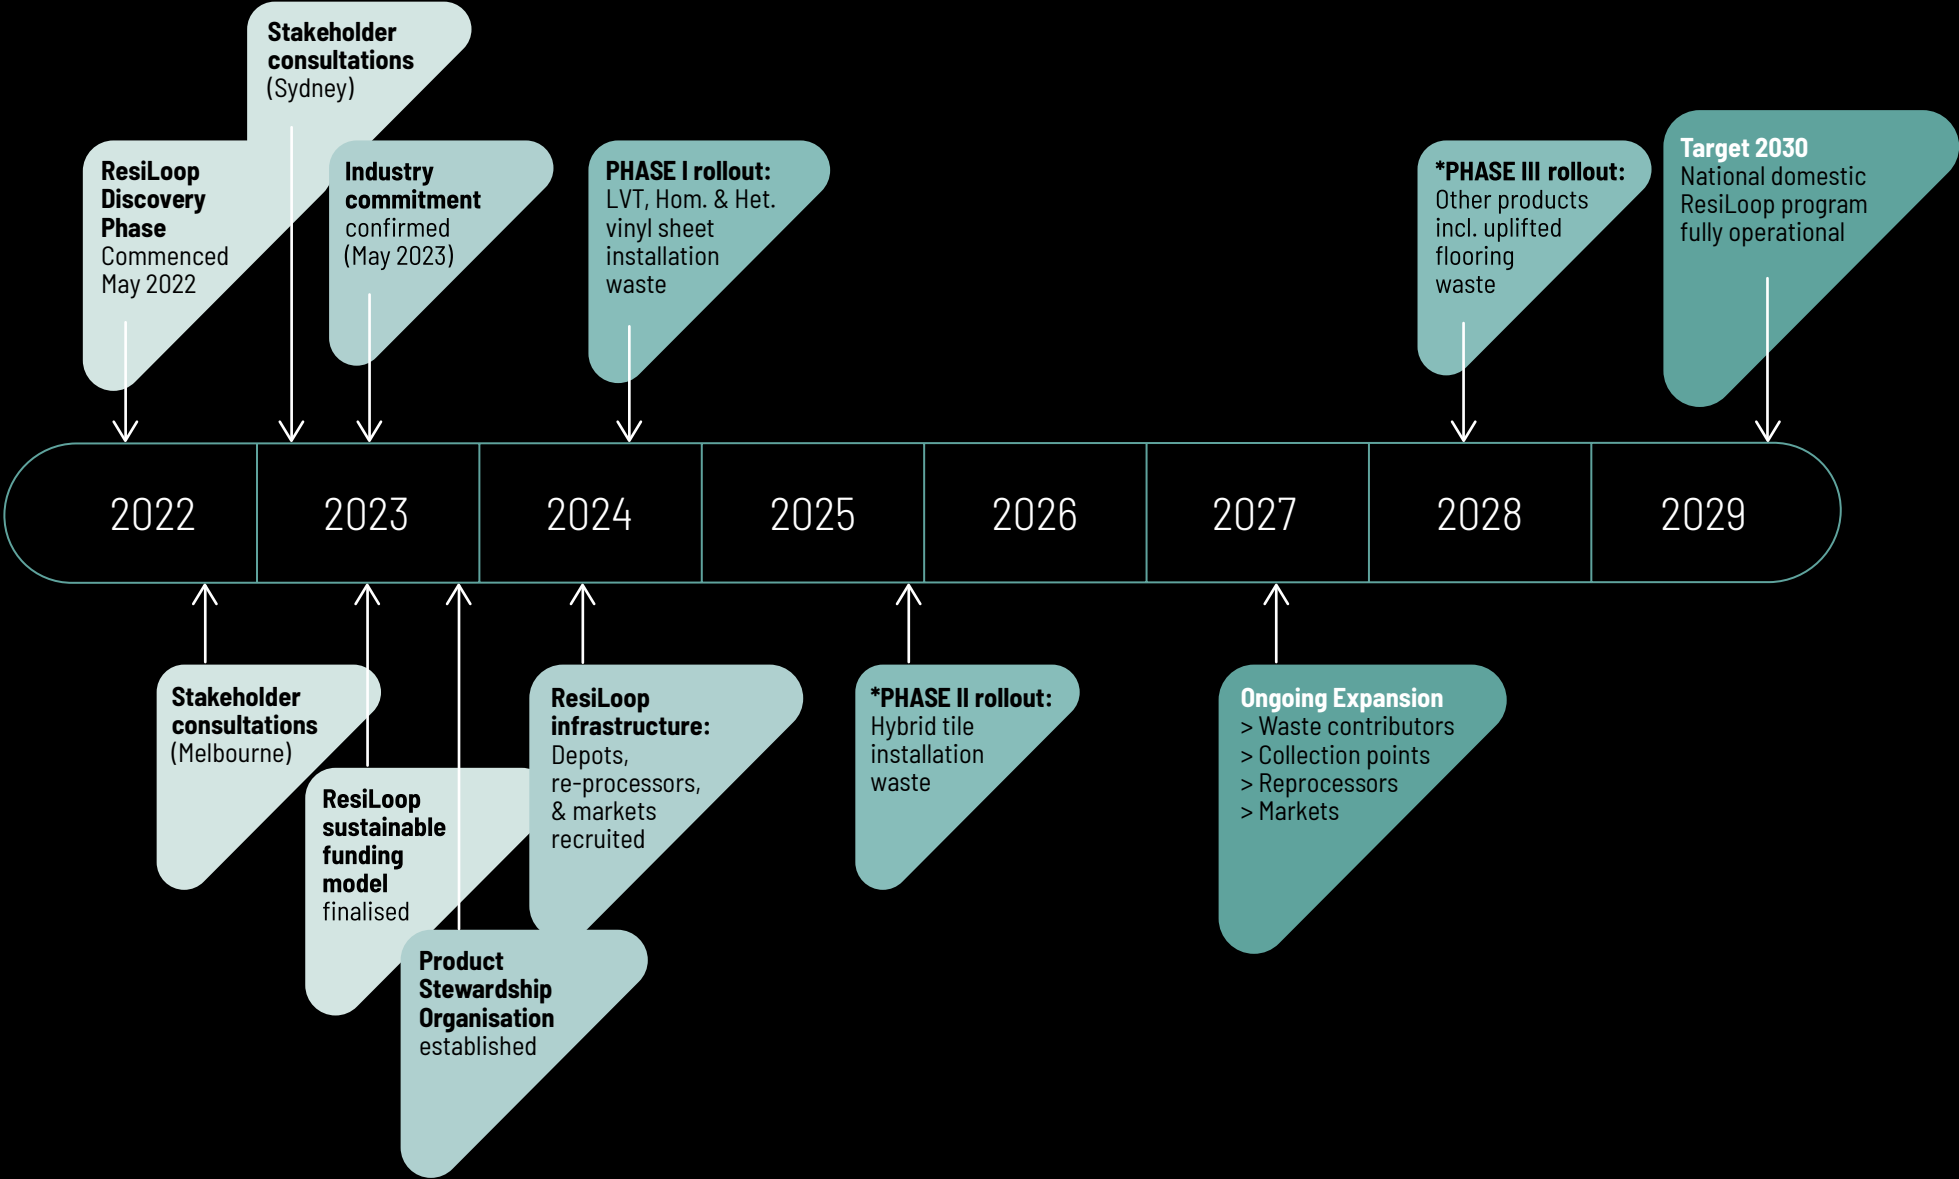 Stakeholder
consultations
(Sydney)
ResiLoop
Discovery
Phase
Commenced
May 2022
Industry
commitment
confirmed
(May 2023)
PHASE I rollout:
LVT, Hom. & Het.
vinyl sheet
installation
waste
*PHASE III rollout:
Other products
incl. uplifted
flooring
waste
Target 2030
National domestic
ResiLoop program
fully operational
2022
2023
2024
2025
2026
2027
2028
2029
Stakeholder
consultations
(Melbourne)
ResiLoop
sustainable
funding
model
finalised
Product
Stewardship
Organisation
established
ResiLoop
infrastructure:
Depots,
re-processors,
& markets
recruited
*PHASE II rollout:
Hybrid tile
installation
waste
Ongoing Expansion
> Waste contributors
> Collection points
> Reprocessors
> Markets